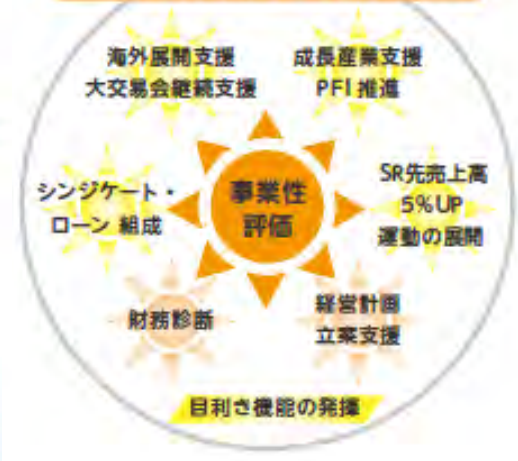 海外展開支援
大交易会継続支援
成長産業支援
PFI 推進
シンジケート・
ローン 組成
事業性
評価
SR先売上高
5%UP
運動の展開
財務診断
経営計画
立案支援
目利き機能の発揮